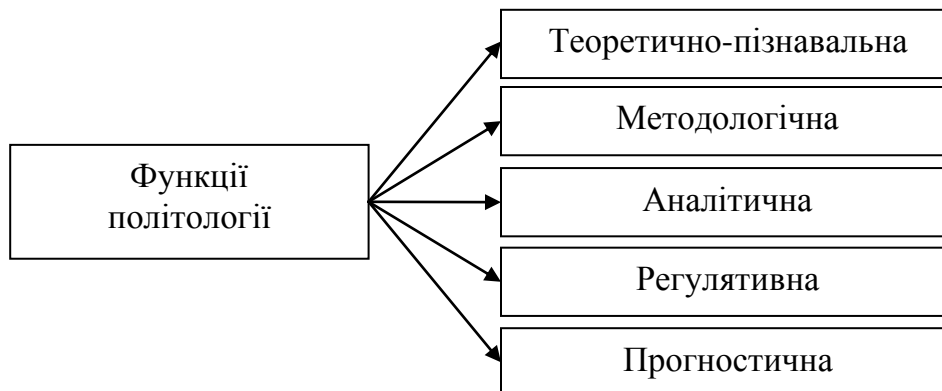 Функції
політології
Теоретично-пізнавальна
Методологічна
Аналітична
Регулятивна
Прогностична